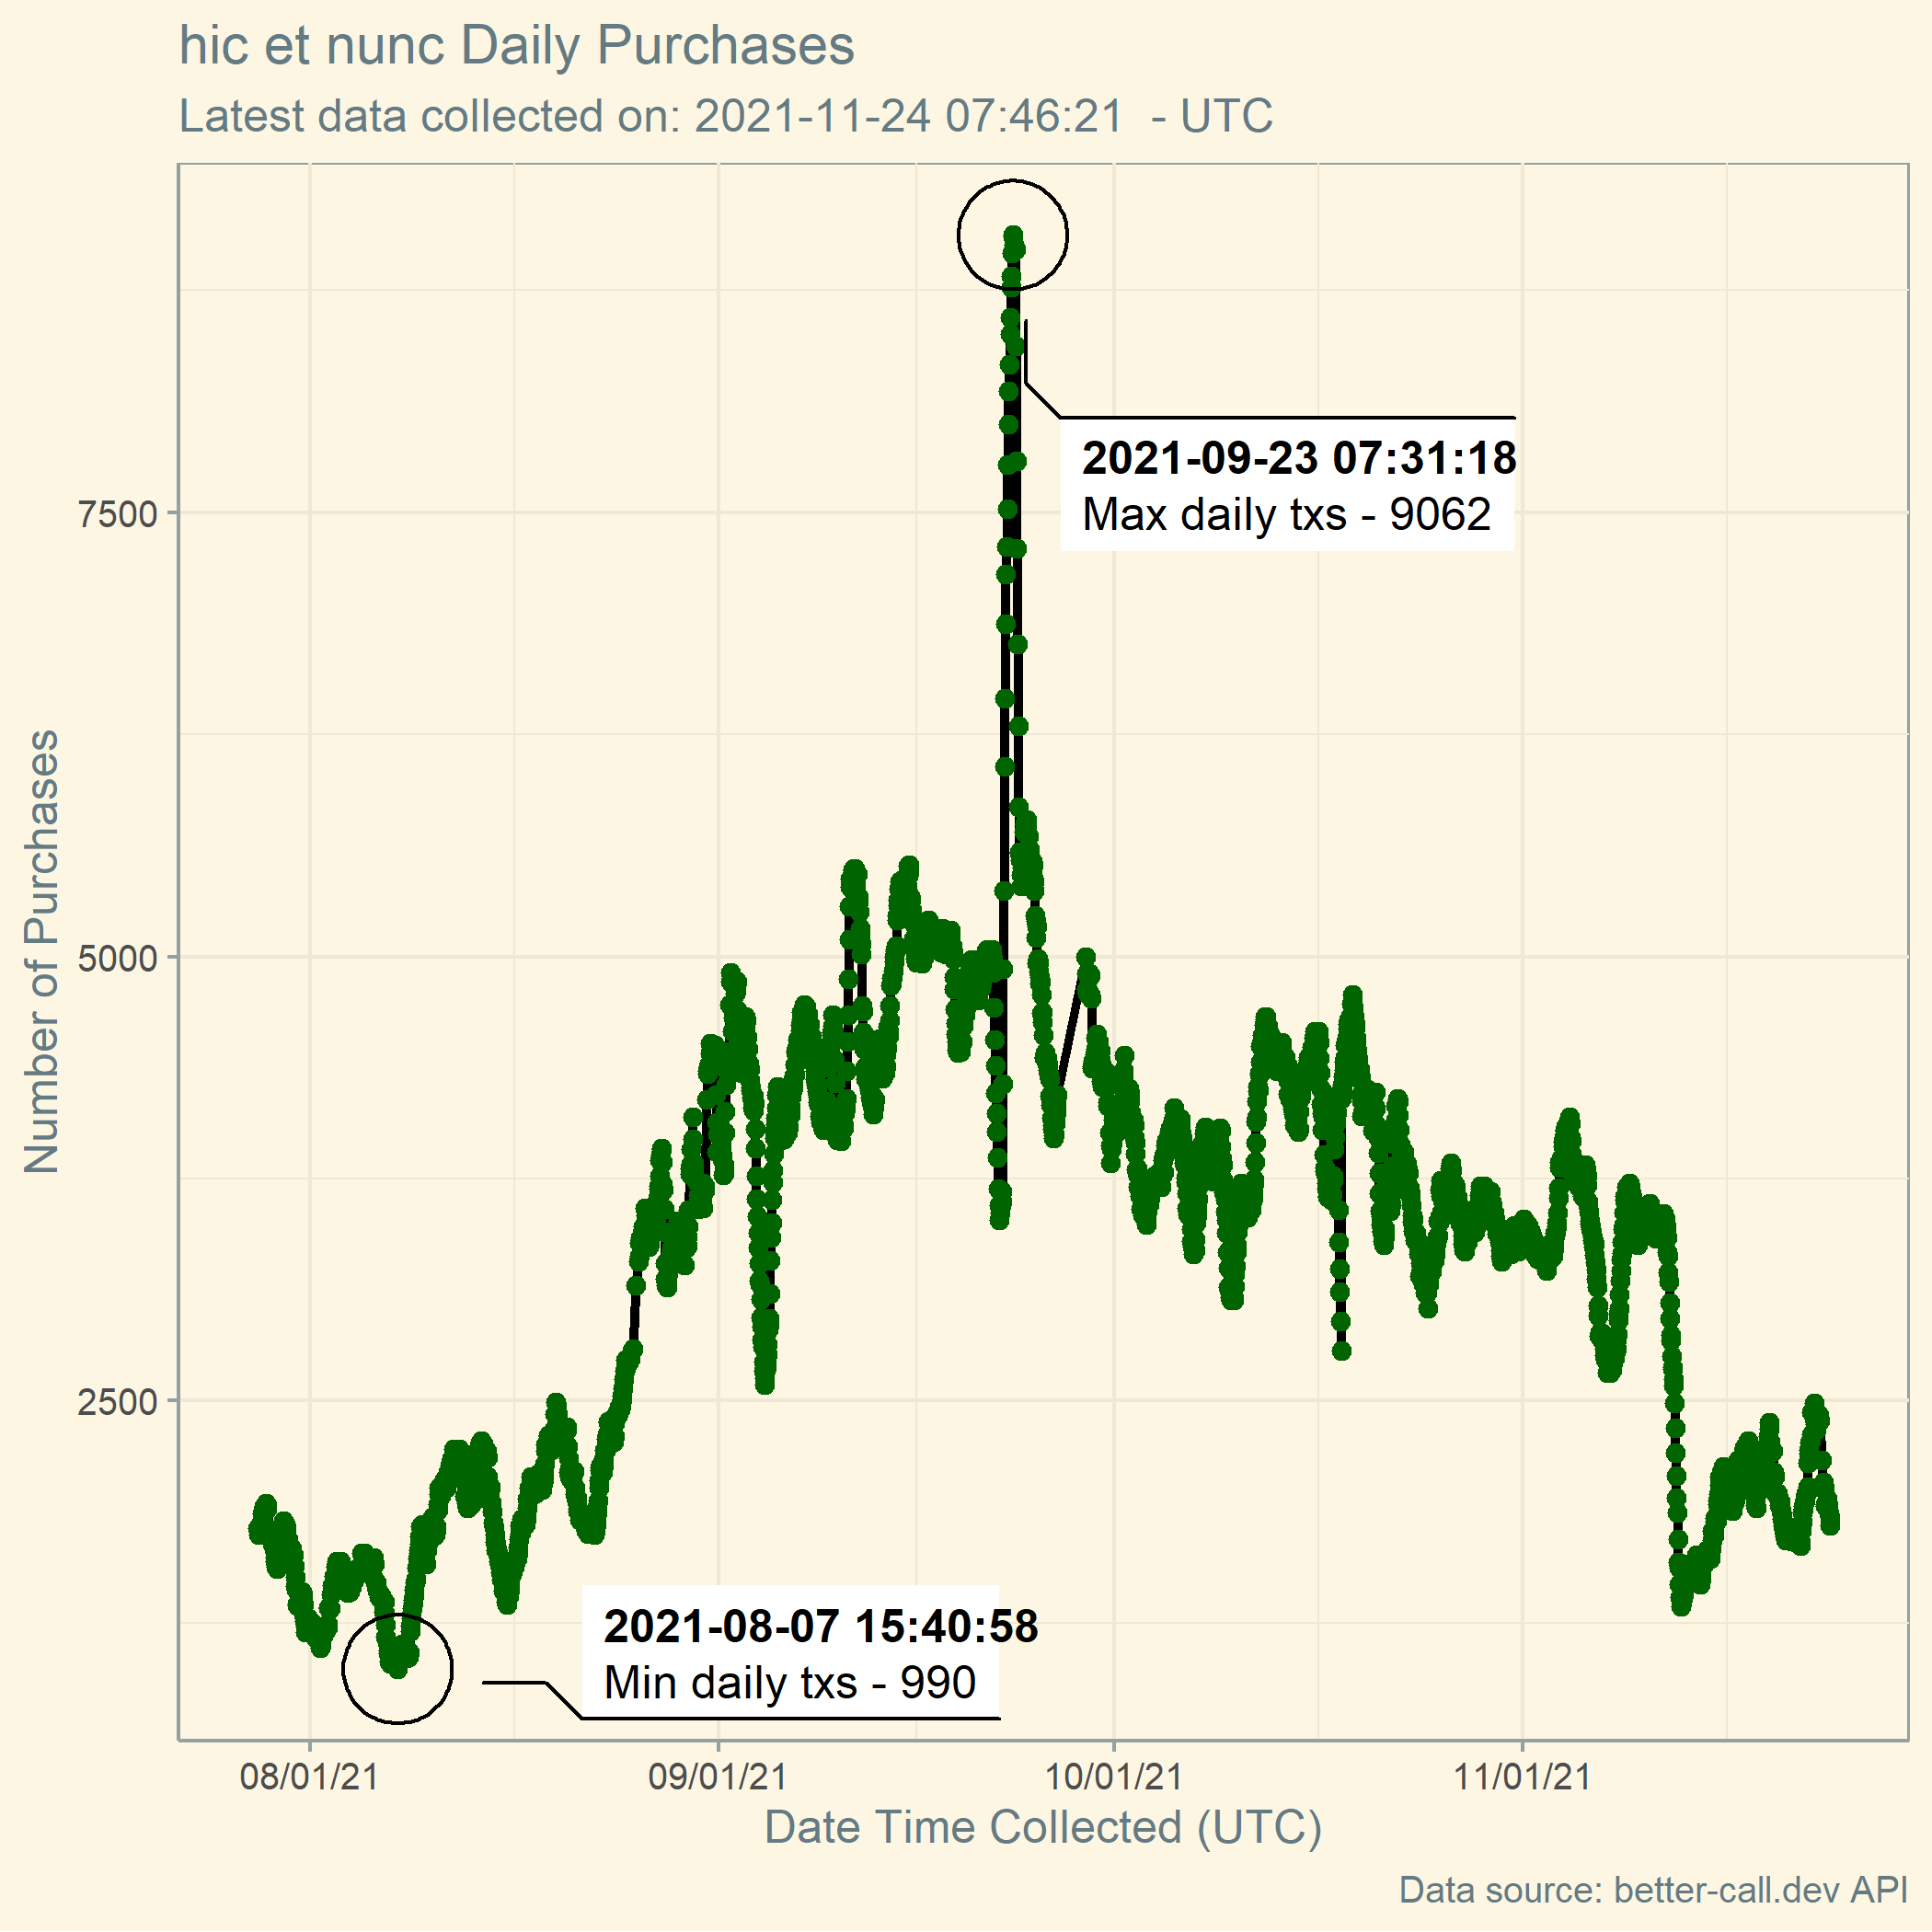 hic et nunc Daily Purchases
Latest data collected on: 2021-11-24 07:46:21  - UTC
Number of Purchases
7500
5000
2500
2021-09-23 07:31:18
Max daily txs - 9062
2021-08-07 15:40:58
Min daily txs - 990
08/01/21 09/01/21 10/01/21 11/01/21
Date Time Collected (UTC)
Data source: better-call.dev API